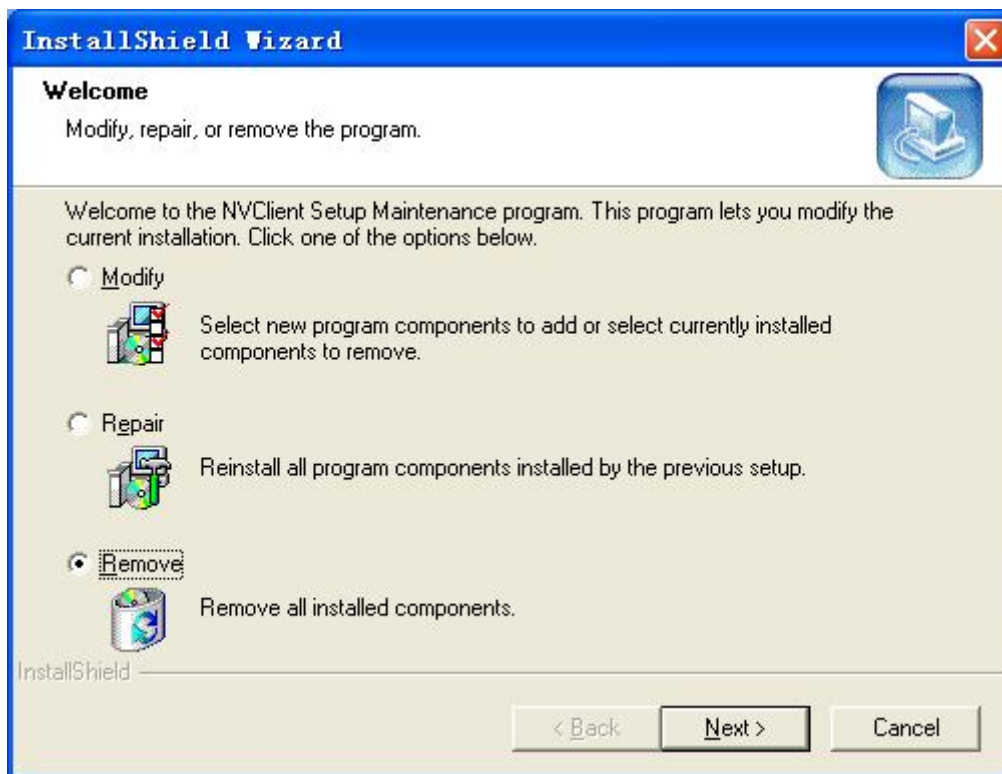 InstallShield Wizard
Welcome
Modify, repair, or remove the program.
Welcome to the NVClient Setup Maintenance program. This program lets you modify the
current installation. Click one of the options below.
Modify
Select new program components to add or select currently installed
components to remove.
Repair
Reinstall all program components installed by the previous setup.
Remove
Remove all installed components.
InstallShield
< Back
Next >
Cancel